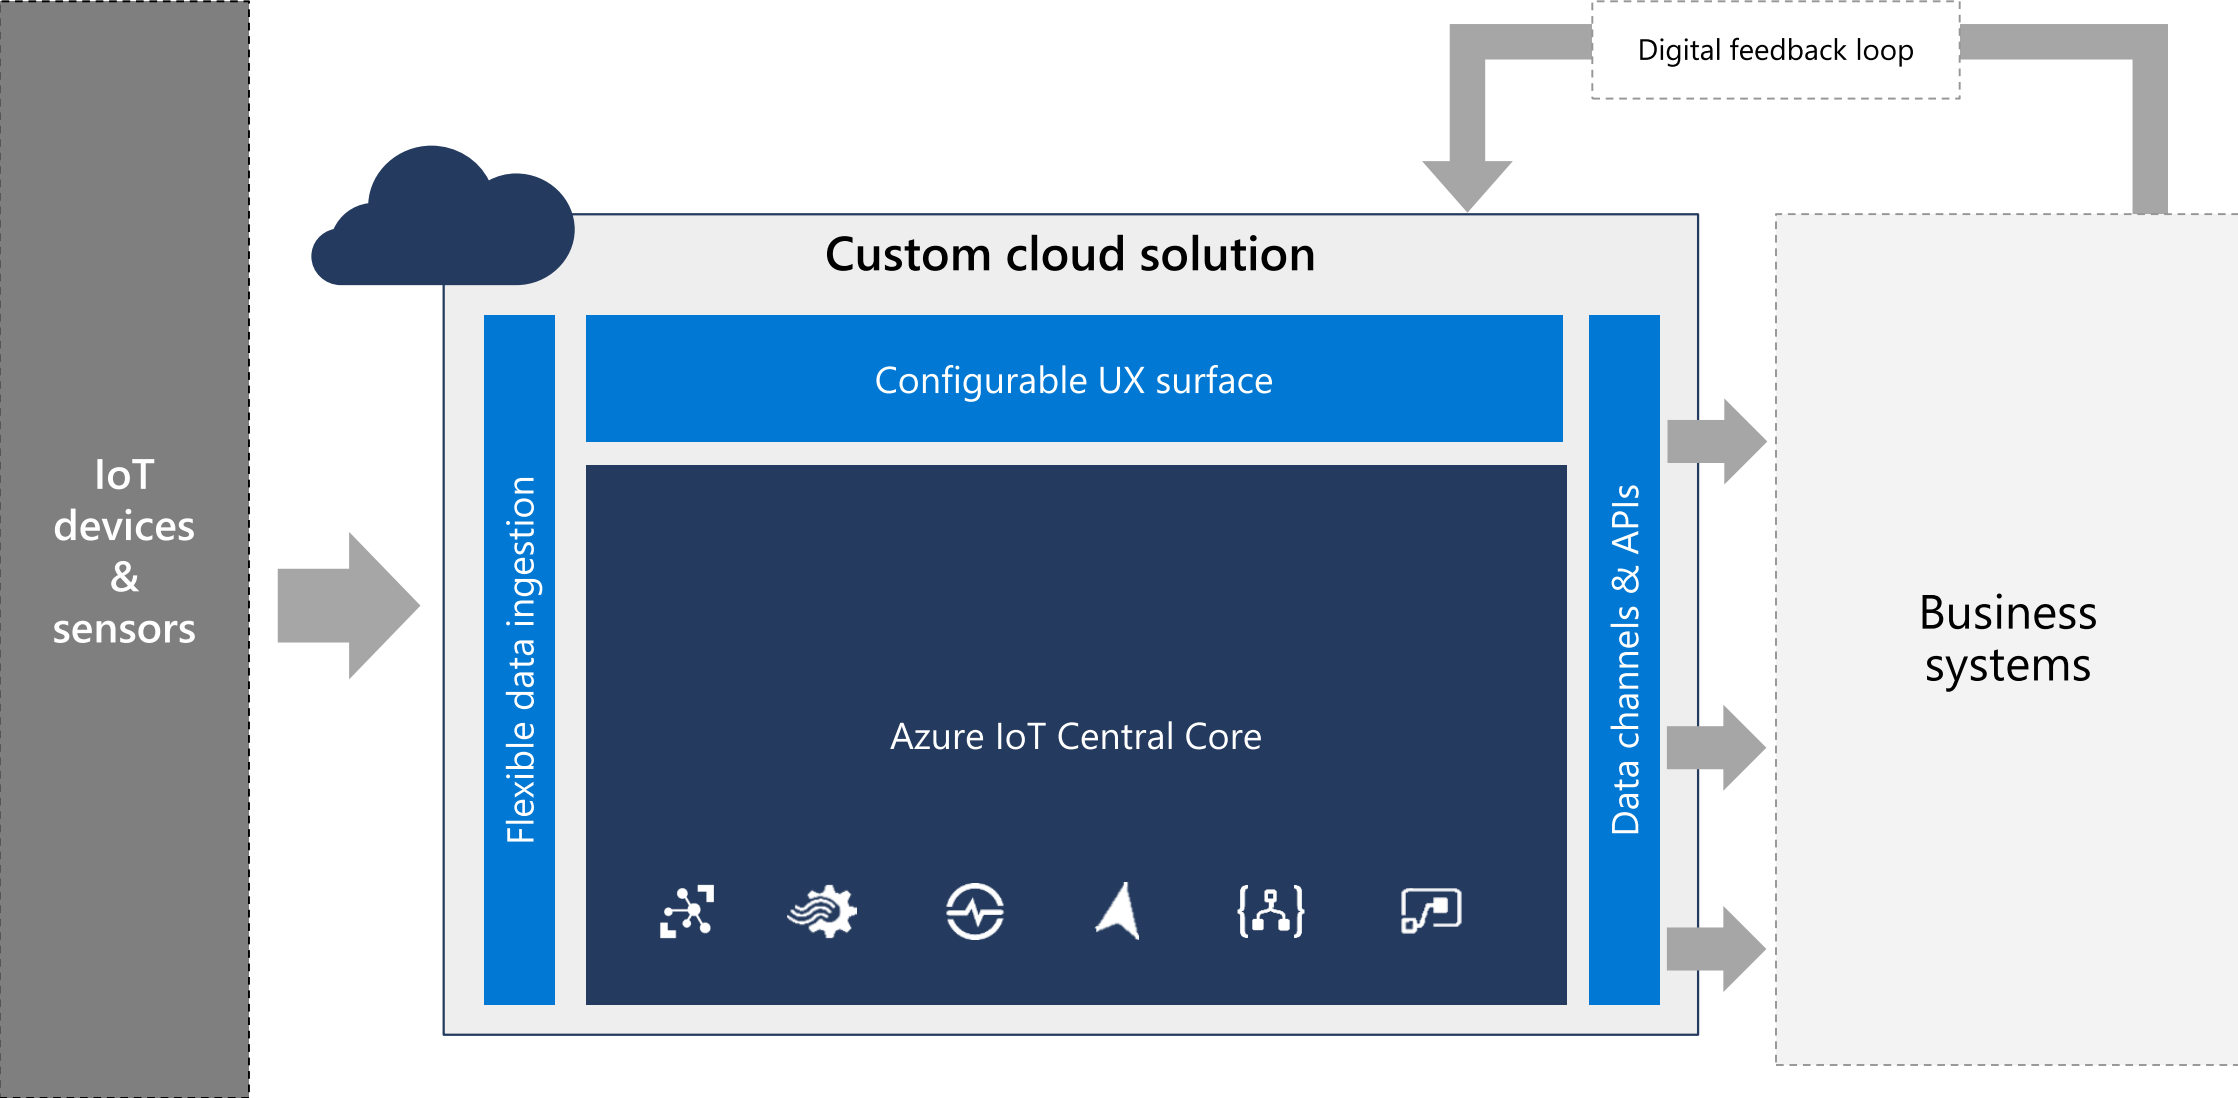 Digital feedback loop
Custom cloud solution
IoT
devices
&
sensors
Flexible data ingestion
Configurable UX surface
Azure IoT Central Core
Data channels & APIs
Business
systems